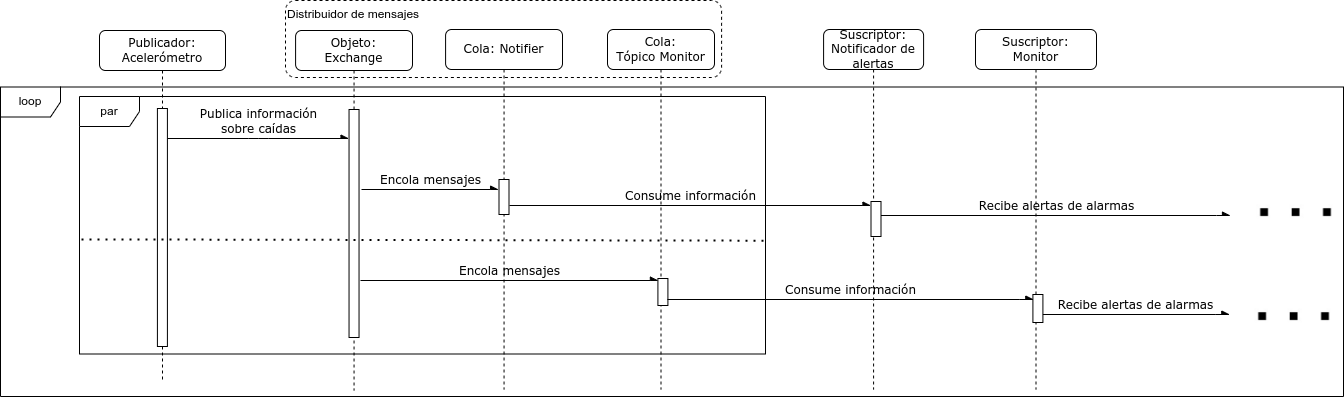 Distribuidor de mensajes
Publicador:
Acelerómetro
Objeto:
Exchange
Cola: Notifier
Cola:
Tópico Monitor
Suscriptor:
Notificador de
alertas
Suscriptor:
Monitor
loop
par
Publica información
sobre caídas
Encola mensajes
Consume información
Recibe alertas de alarmas
Encola mensajes
Consume información
Recibe alertas de alarmas